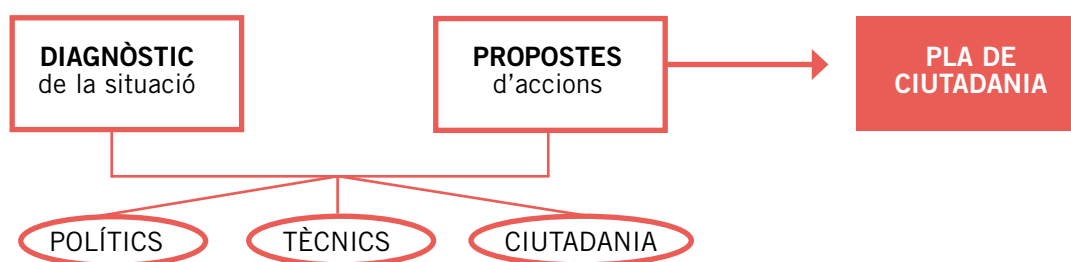 DIAGNÒSTIC
de la situació
PROPOSTES
d'accions
PLA DE
CIUTADANIA
POLÍTICS
TÈCNICS
CIUTADANIA